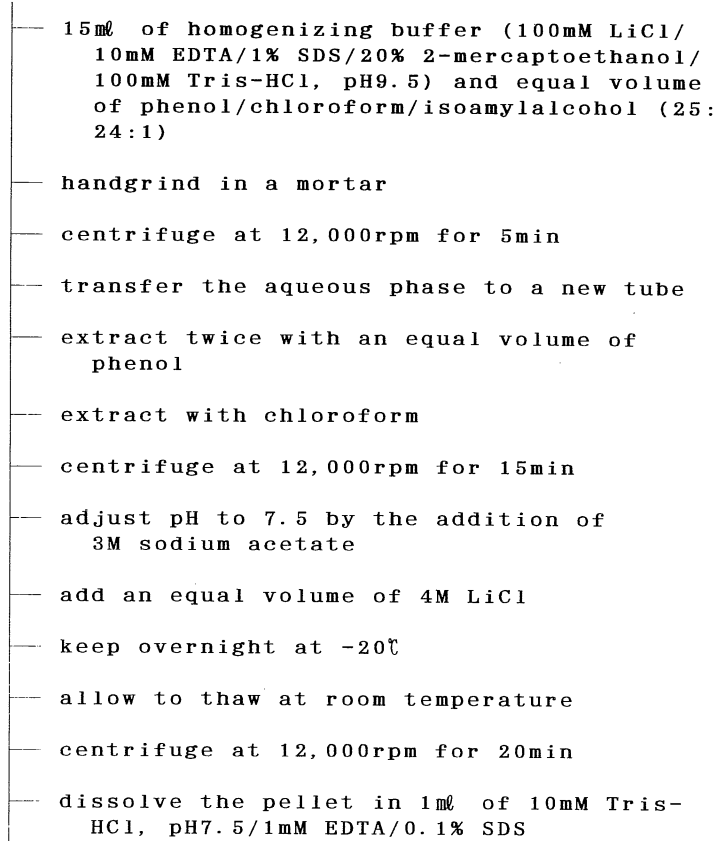 15㎖ of homogenizing buffer (100mM LiCl/
10mM EDTA/1% SDS/20% 2-mercaptoethanol/
100mM Tris-HCl, pH9.5) and equal volume
of phenol/chloroform/isoamylalcohol (25:
24:1)
handgrind in a mortar
centrifuge at 12,000rpm for 5min
transfer the aqueous phase to a new tube
extract twice with an equal volume of
phenol
extract with chloroform
centrifuge at 12,000rpm for 15min
adjust pH to 7.5 by the addition of
3M sodium acetate
add an equal volume of 4M LiCl
keep overnight at -20℃
allow to thaw at room temperature
centrifuge at 12,000rpm for 20min
dissolve the pellet in 1㎖ of 10mM Tris-
HCl, pH7.5/1mM EDTA/0.1% SDS